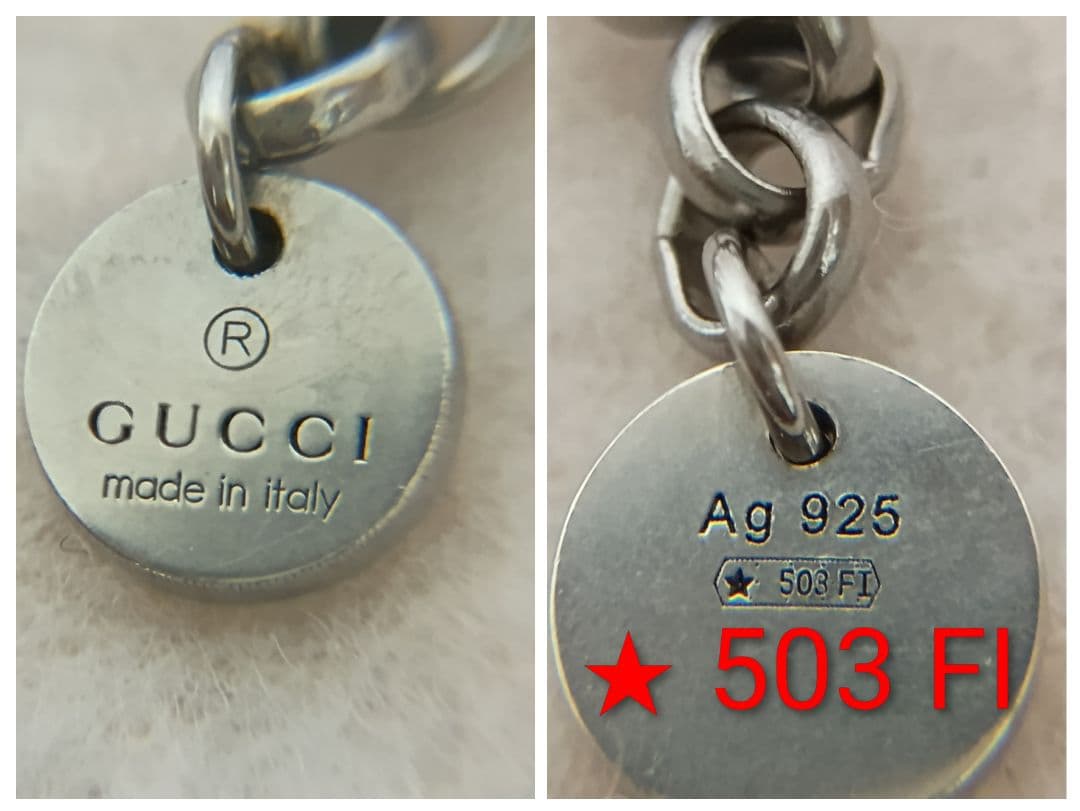 ®
GUCCI
made in italy
Ag 925
★ 503 FI
★ 503 FI